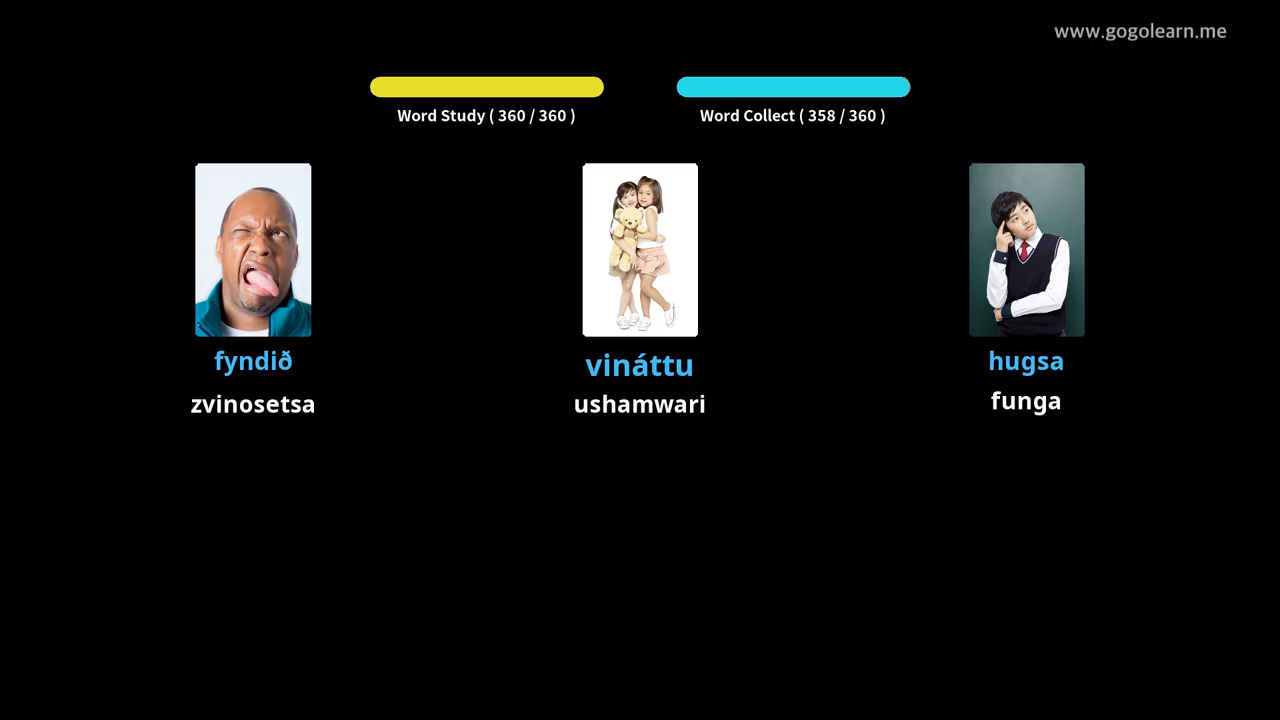 www.gogolearn.me
Word Study ( 360 / 360 )
Word Collect ( 358 / 360 )
fyndið
vináttu
hugsa
zvinosetsa
ushamwari
funga